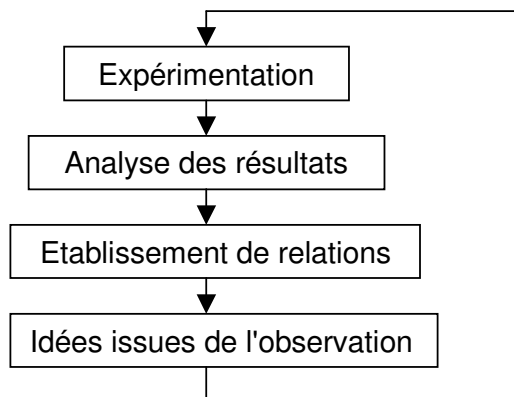 Expérimentation
Analyse des résultats
Etablissement de relations
Idées issues de l'observation